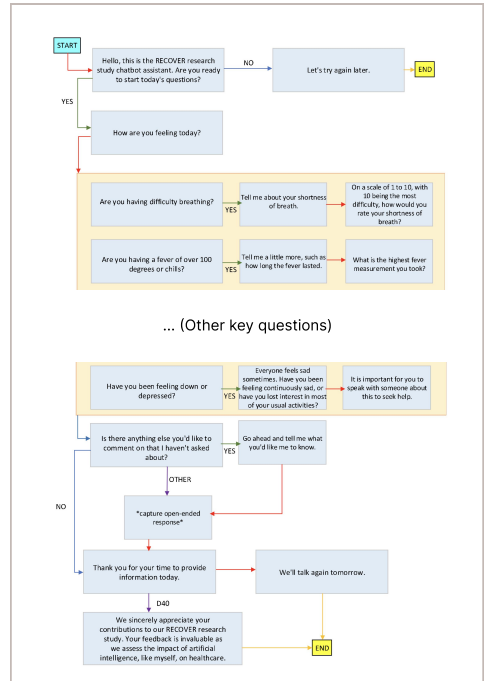 START
Hello, this is the RECOVER research
study chatbot assistant. Are you ready
to start today's questions?
NO
Let's try again later.
END
YES
How are you feeling today?
Are you having difficulty breathing?
YES
Tell me about your shortness
of breath.
On a scale of 1 to 10, with
10 being the most
difficulty, how would you
rate your shortness of
breath?
Are you having a fever of over 100
degrees or chills?
YES
Tell me a little more, such as
how long the fever lasted.
What is the highest fever
measurement you took?
... (Other key questions)
Have you been feeling down or
depressed?
YES
Everyone feels sad
sometimes. Have you been
feeling continuously sad, or
have you lost interest in most
of your usual activities?
It is important for you to
speak with someone about
this to seek help.
Is there anything else you'd like to
comment on that I haven't asked
about?
YES
Go ahead and tell me what
you'd like me to know.
OTHER
NO
*capture open-ended
response*
Thank you for your time to provide
information today.
We'll talk again tomorrow.
D40
We sincerely appreciate your
contributions to our RECOVER research
study. Your feedback is invaluable as
we assess the impact of artificial
intelligence, like myself, on healthcare.
END